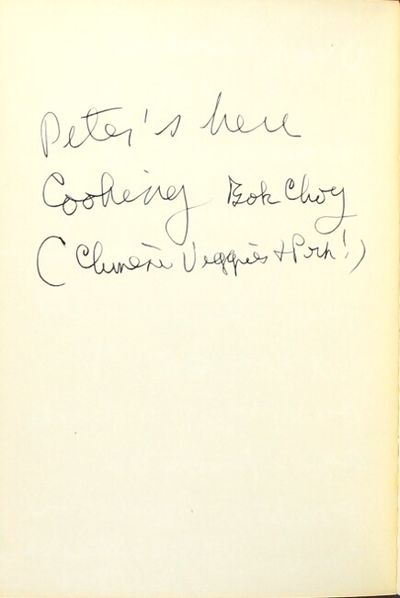 Peter's here
Cooking Bok Choy
(Chinese Veggies + Pork!)